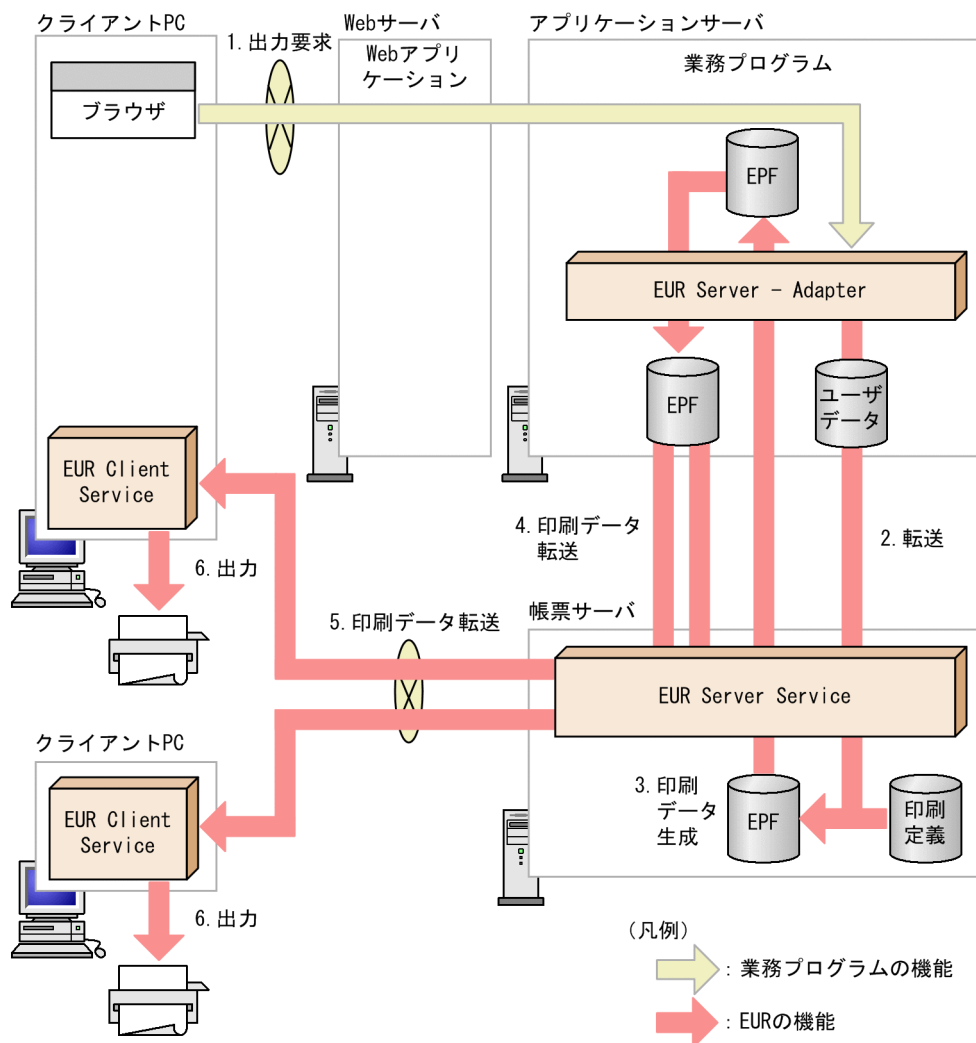 クライアントPC
Webサーバ
アプリケーションサーバ
1. 出力要求
Webアプリ
ケーション
業務プログラム
ブラウザ
EPF
EUR Server － Adapter
EPF
ユーザ
データ
EUR Client
Service
4. 印刷データ
転送
2. 転送
6. 出力
5. 印刷データ転送
帳票サーバ
EUR Server Service
クライアントPC
EUR Client
Service
3. 印刷
データ
生成
EPF
印刷
定義
6. 出力
（凡例）
：業務プログラムの機能
：EURの機能